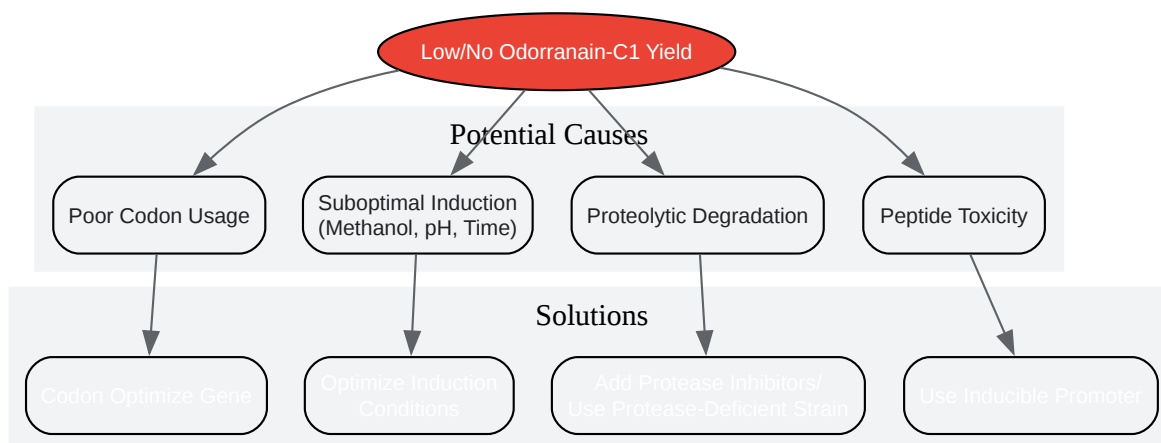 Low/No Odorranain-C1 Yield
Potential Causes
Poor Codon Usage
Suboptimal Induction
(Methanol, pH, Time)
Proteolytic Degradation
Peptide Toxicity
Solutions
Codon Optimize Gene
Optimize Induction
Conditions
Add Protease Inhibitors/
Use Protease-Deficient Strain
Use Inducible Promoter